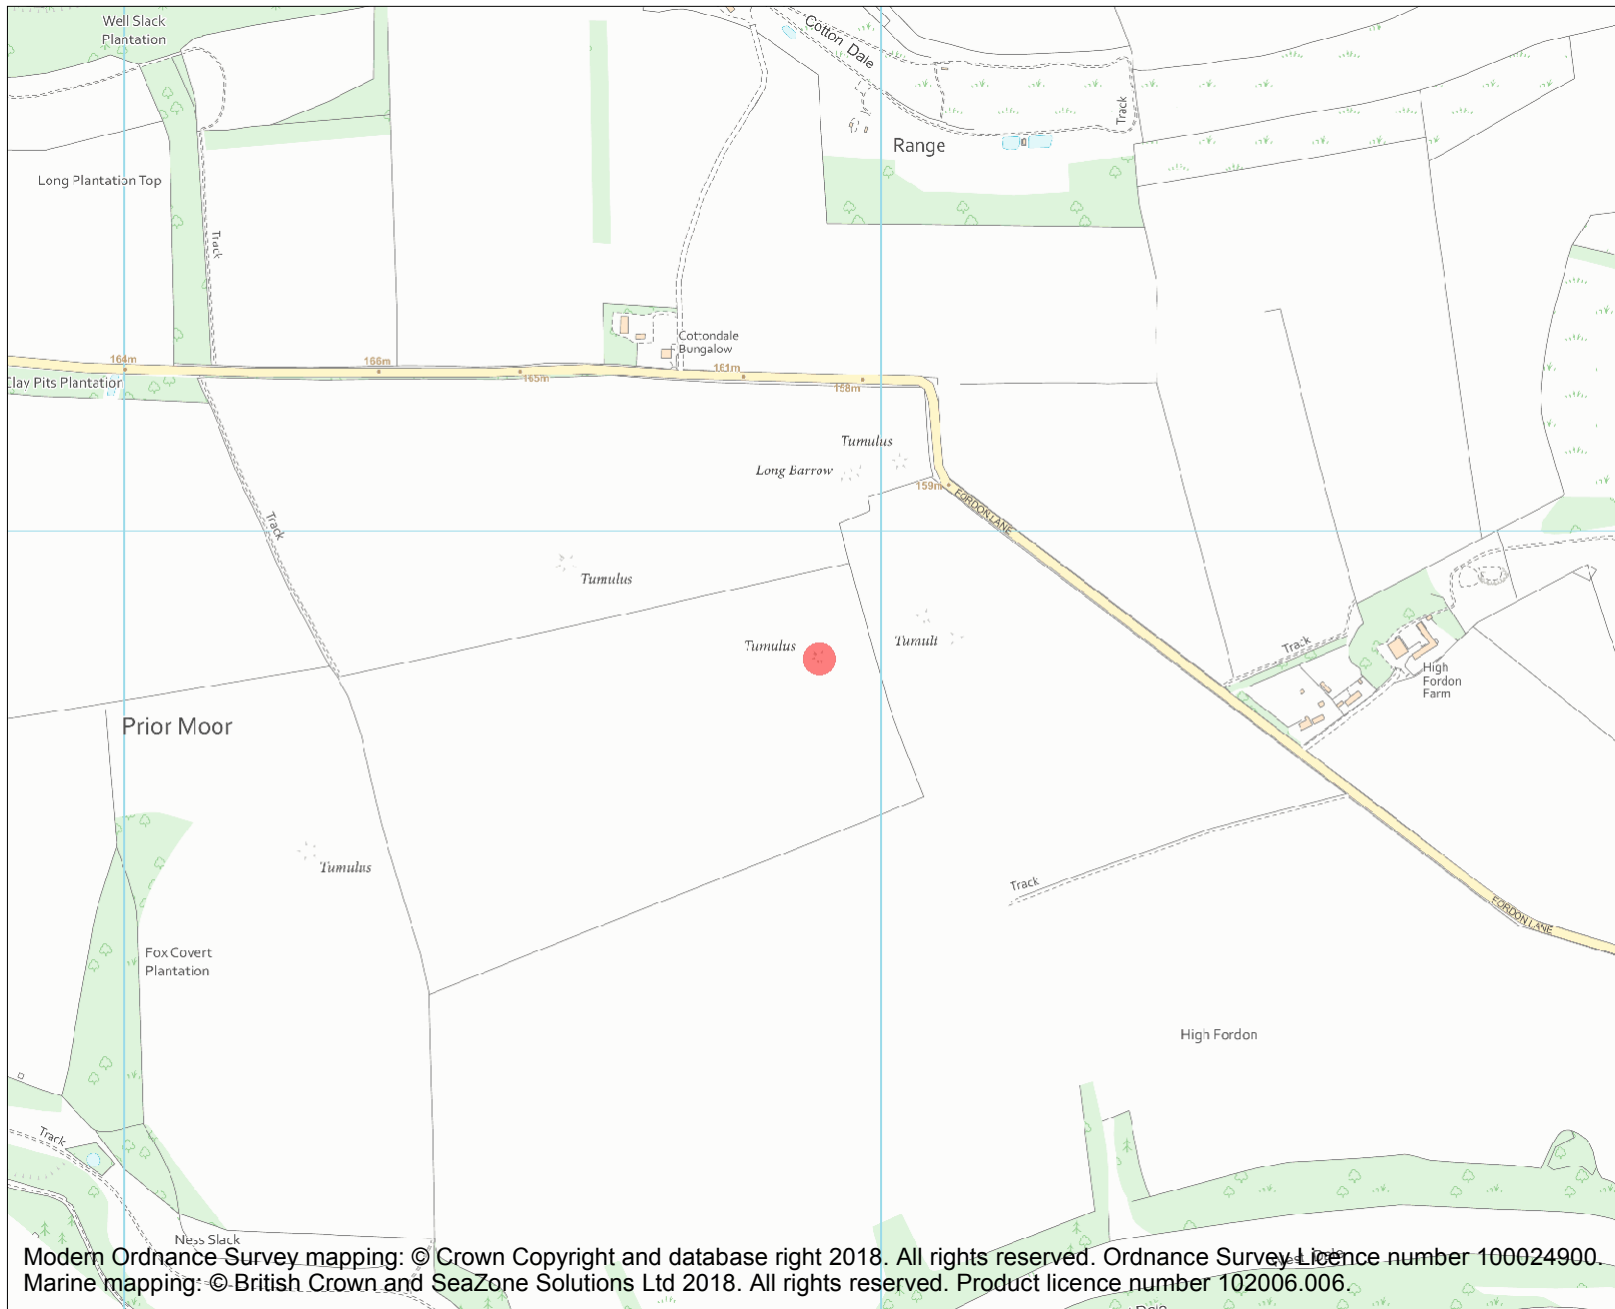 Well Slack
Plantation
Cotton Dale
Track
Range
Long Plantation Top
Track
Cottondale
Bungalow
164m
166m
165m
161m
158m
Clay Pits Plantation
Tumulus
Long Barrow
159m
FORDON LANE
Track
Tumulus
Tumulus
Tumuli
Track
High
Fordon
Farm
Prior Moor
Tumulus
Track
FORDON LANE
Fox Covert
Plantation
High Fordon
Track
Ness Slack
West Dale
Modern Ordnance Survey mapping: © Crown Copyright and database right 2018. All rights reserved. Ordnance Survey Licence number 100024900.
Marine mapping: © British Crown and SeaZone Solutions Ltd 2018. All rights reserved. Product licence number 102006.006.
Dale